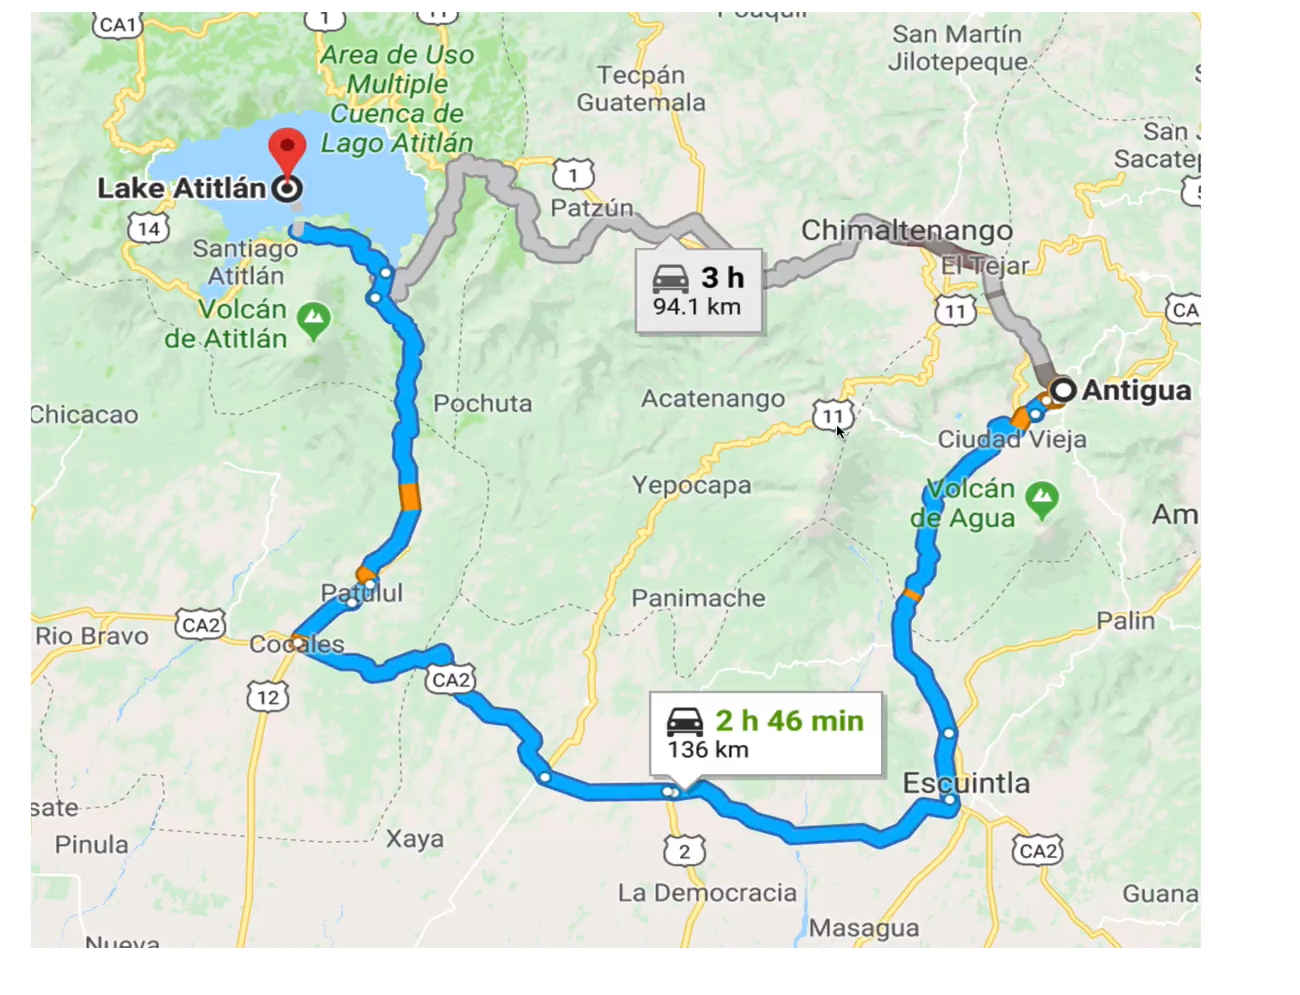 CA1
1
11
Area de Uso
Multiple
Cuenca de
Lago Atitlán
Tecpán
Guatemala
San Martín
Jilotepeque
San
Sacate
Lake Atitlán
14
Santiago
Atitlán
1
Patzún
Chimaltenango
El Tejar
3 h
94.1 km
11
CA
Volcán
de Atitlán
Antigua
Chicacao
Pochuta
Acatenango
11
Ciudad Vieja
Yepocapa
Volcán
de Agua
Am
Patulul
Panimache
Palin
CA2
Rio Bravo
Cocales
CA2
12
2 h 46 min
136 km
Escuintla
sate
Pinula
Xaya
2
CA2
La Democracia
Guana
Masagua
Nueva